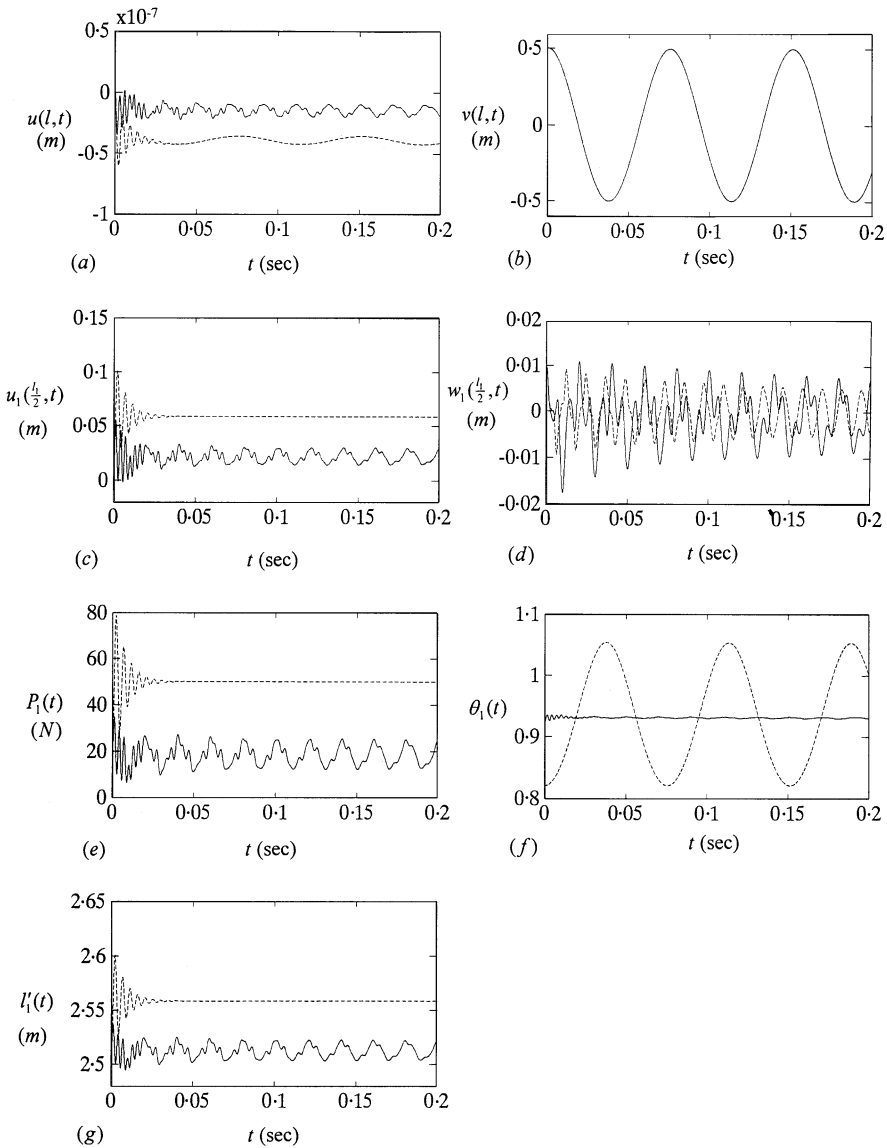 x10⁻⁷
0·5
0
-0·5
-1
u(l,t)
(m)
0 0·05 0·1 0·15 0·2
(a) t (sec)
0·5
0
-0·5
v(l,t)
(m)
0 0·05 0·1 0·15 0·2
(b) t (sec)
0·15
0·1
0·05
0
u₁(l₁/2,t)
(m)
0 0·05 0·1 0·15 0·2
(c) t (sec)
0·02
0·01
0
-0·01
-0·02
w₁(l₁/2,t)
(m)
0 0·05 0·1 0·15 0·2
(d) t (sec)
80
60
40
20
0
P₁(t)
(N)
0 0·05 0·1 0·15 0·2
(e) t (sec)
1·1
1
0·9
0·8
θ₁(t)
0 0·05 0·1 0·15 0·2
(f) t (sec)
2·65
2·6
2·55
2·5
l′₁(t)
(m)
0 0·05 0·1 0·15 0·2
(g) t (sec)